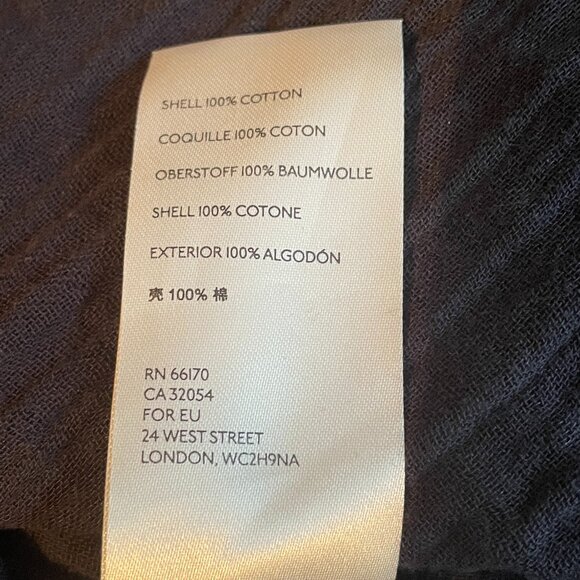 SHELL 100% COTTON
COQUILLE 100% COTON
OBERSTOFF 100% BAUMWOLLE
SHELL 100% COTONE
EXTERIOR 100% ALGODÓN
壳 100% 棉
RN 66170
CA 32054
FOR EU
24 WEST STREET
LONDON, WC2H9NA